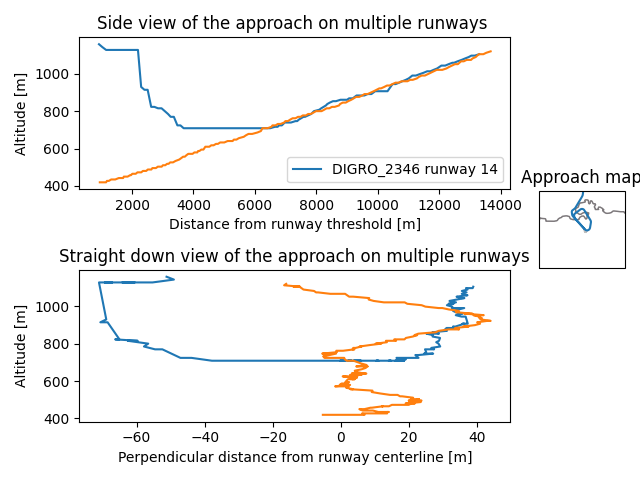 Side view of the approach on multiple runways
Altitude [m]
1000
800
600
400
DIGRO_2346 runway 14
2000 4000 6000 8000 10000 12000 14000
Distance from runway threshold [m]
Approach map
Straight down view of the approach on multiple runways
Altitude [m]
1000
800
600
400
−60 −40 −20 0 20 40
Perpendicular distance from runway centerline [m]